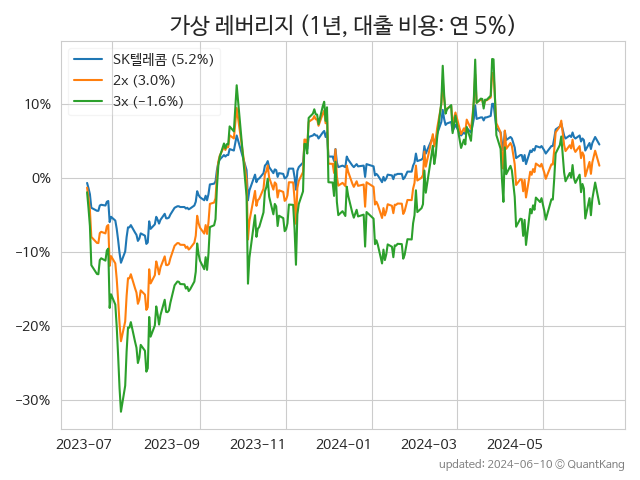 가상 레버리지 (1년, 대출 비용: 연 5%)
SK텔레콤 (5.2%)
2x (3.0%)
3x (−1.6%)
10%
0%
−10%
−20%
−30%
2023-07 2023-09 2023-11 2024-01 2024-03 2024-05
updated: 2024-06-10 © QuantKang